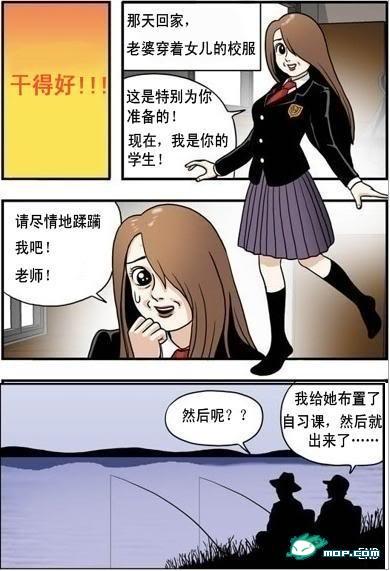 干得好!!!
那天回家，
老婆穿着女儿的校服
这是特别为你
准备的！
现在，我是你的
学生！
请尽情地蹂躏
我吧！
老师！
然后呢？？
我给她布置了
自习课，然后就
出来了……
END
MOP.COM